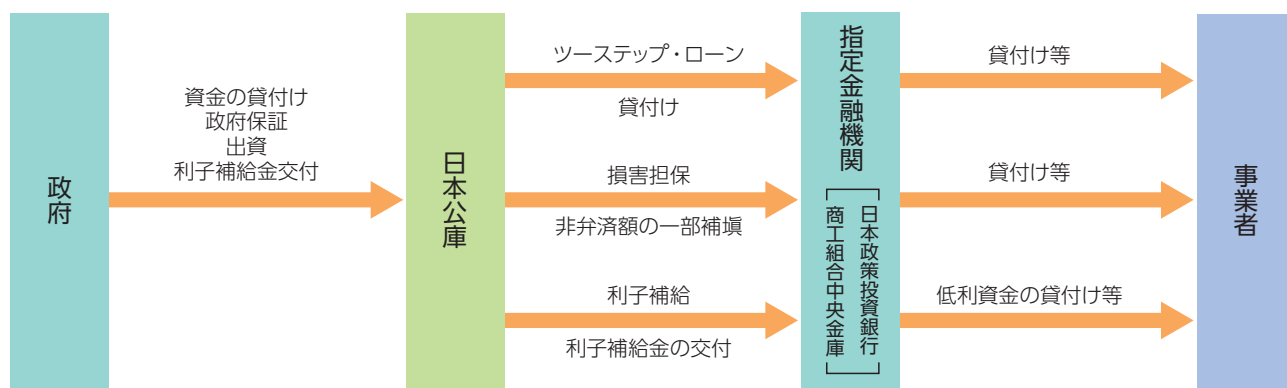 政府
資金の貸付け
政府保証
出資
利子補給金交付
日本公庫
ツーステップ・ローン
貸付け
損害担保
非弁済額の一部補塡
利子補給
利子補給金の交付
指定金融機関
日本政策投資銀行
商工組合中央金庫
貸付け等
貸付け等
低利資金の貸付け等
事業者